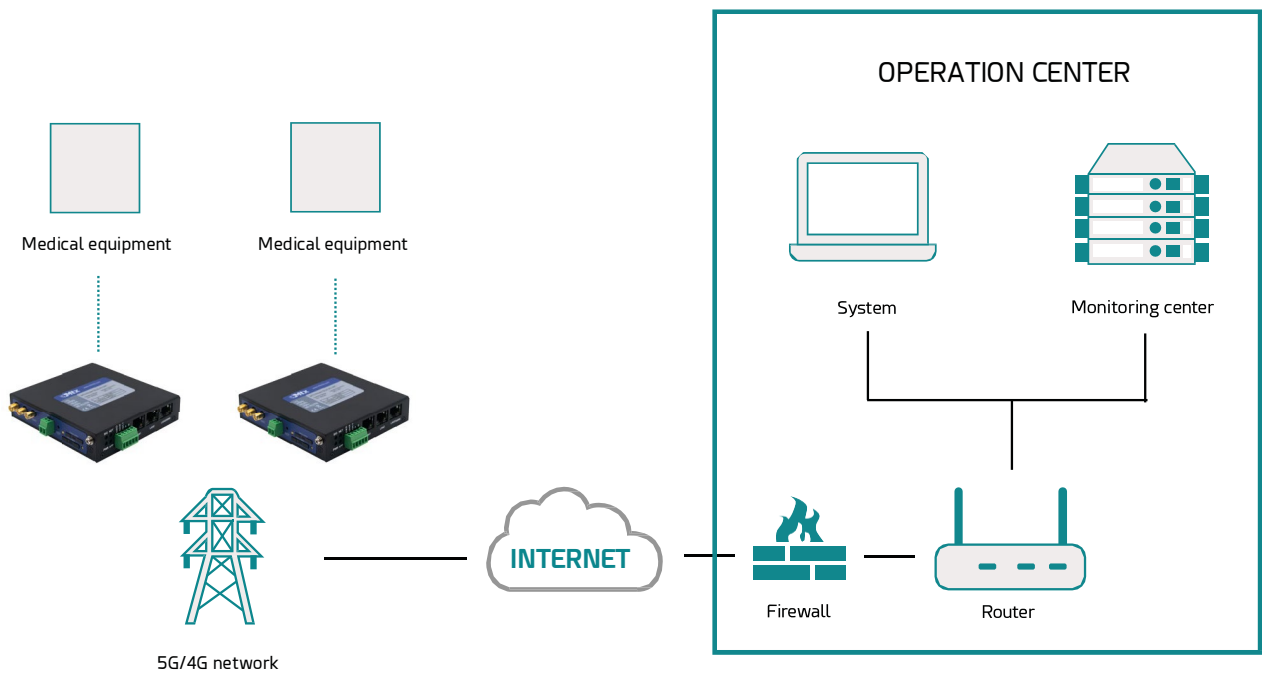 OPERATION CENTER
Medical equipment
Medical equipment
System
Monitoring center
INTERNET
Firewall
Router
5G/4G network